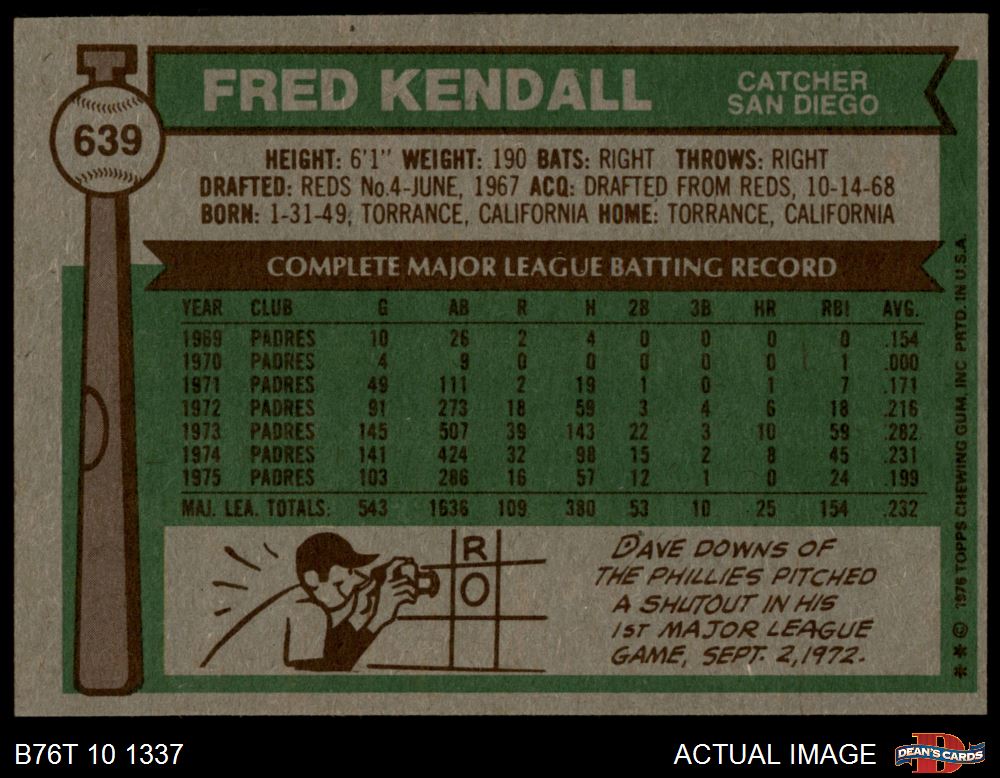 639
FRED KENDALL
CATCHER
SAN DIEGO
HEIGHT: 6'1" WEIGHT: 190 BATS: RIGHT THROWS: RIGHT
DRAFTED: REDS No.4-JUNE, 1967 ACQ: DRAFTED FROM REDS, 10-14-68
BORN: 1-31-49, TORRANCE, CALIFORNIA HOME: TORRANCE, CALIFORNIA
COMPLETE MAJOR LEAGUE BATTING RECORD
YEAR CLUB G AB R H 2B 3B HR RBI AVG.
1969 PADRES 10 26 2 4 0 0 0 0 .154
1970 PADRES 4 9 0 0 0 0 0 1 .000
1971 PADRES 49 111 2 19 1 0 1 7 .171
1972 PADRES 91 273 18 59 3 4 6 18 .216
1973 PADRES 145 507 39 143 22 3 10 59 .282
1974 PADRES 141 424 32 98 15 2 8 45 .231
1975 PADRES 103 286 16 57 12 1 0 24 .199
MAJ. LEA. TOTALS: 543 1636 109 380 53 10 25 154 .232
R
O
DAVE DOWNS OF
THE PHILLIES PITCHED
A SHUTOUT IN HIS
1ST MAJOR LEAGUE
GAME, SEPT. 2, 1972.
* * © 1976 TOPPS CHEWING GUM, INC. PRTD. IN U.S.A.
B76T 10 1337
ACTUAL IMAGE
DEAN'S CARDS